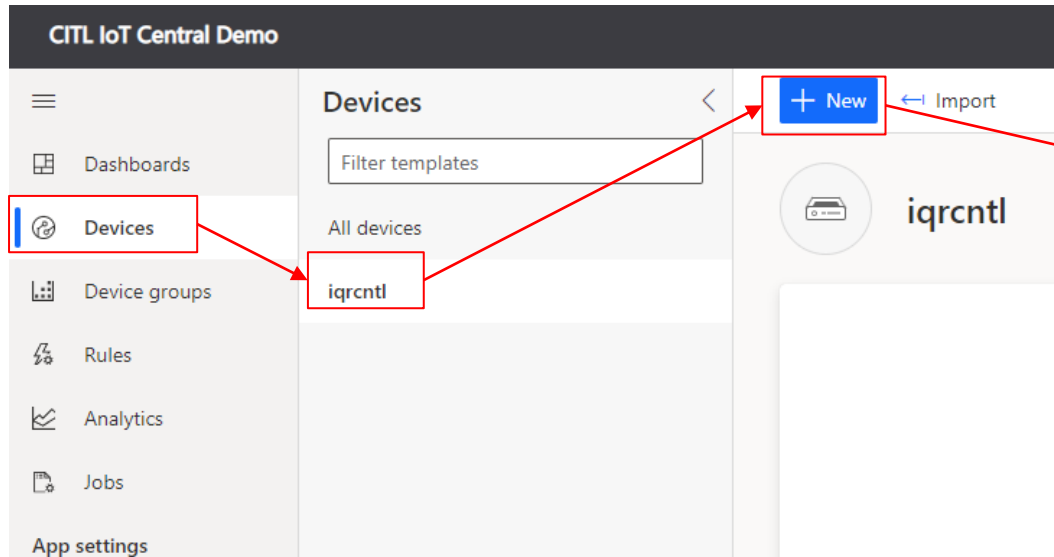 CITL IoT Central Demo
Dashboards
Devices
Device groups
Rules
Analytics
Jobs
App settings
Devices
Filter templates
All devices
iqrcntl
New
Import
iqrcntl